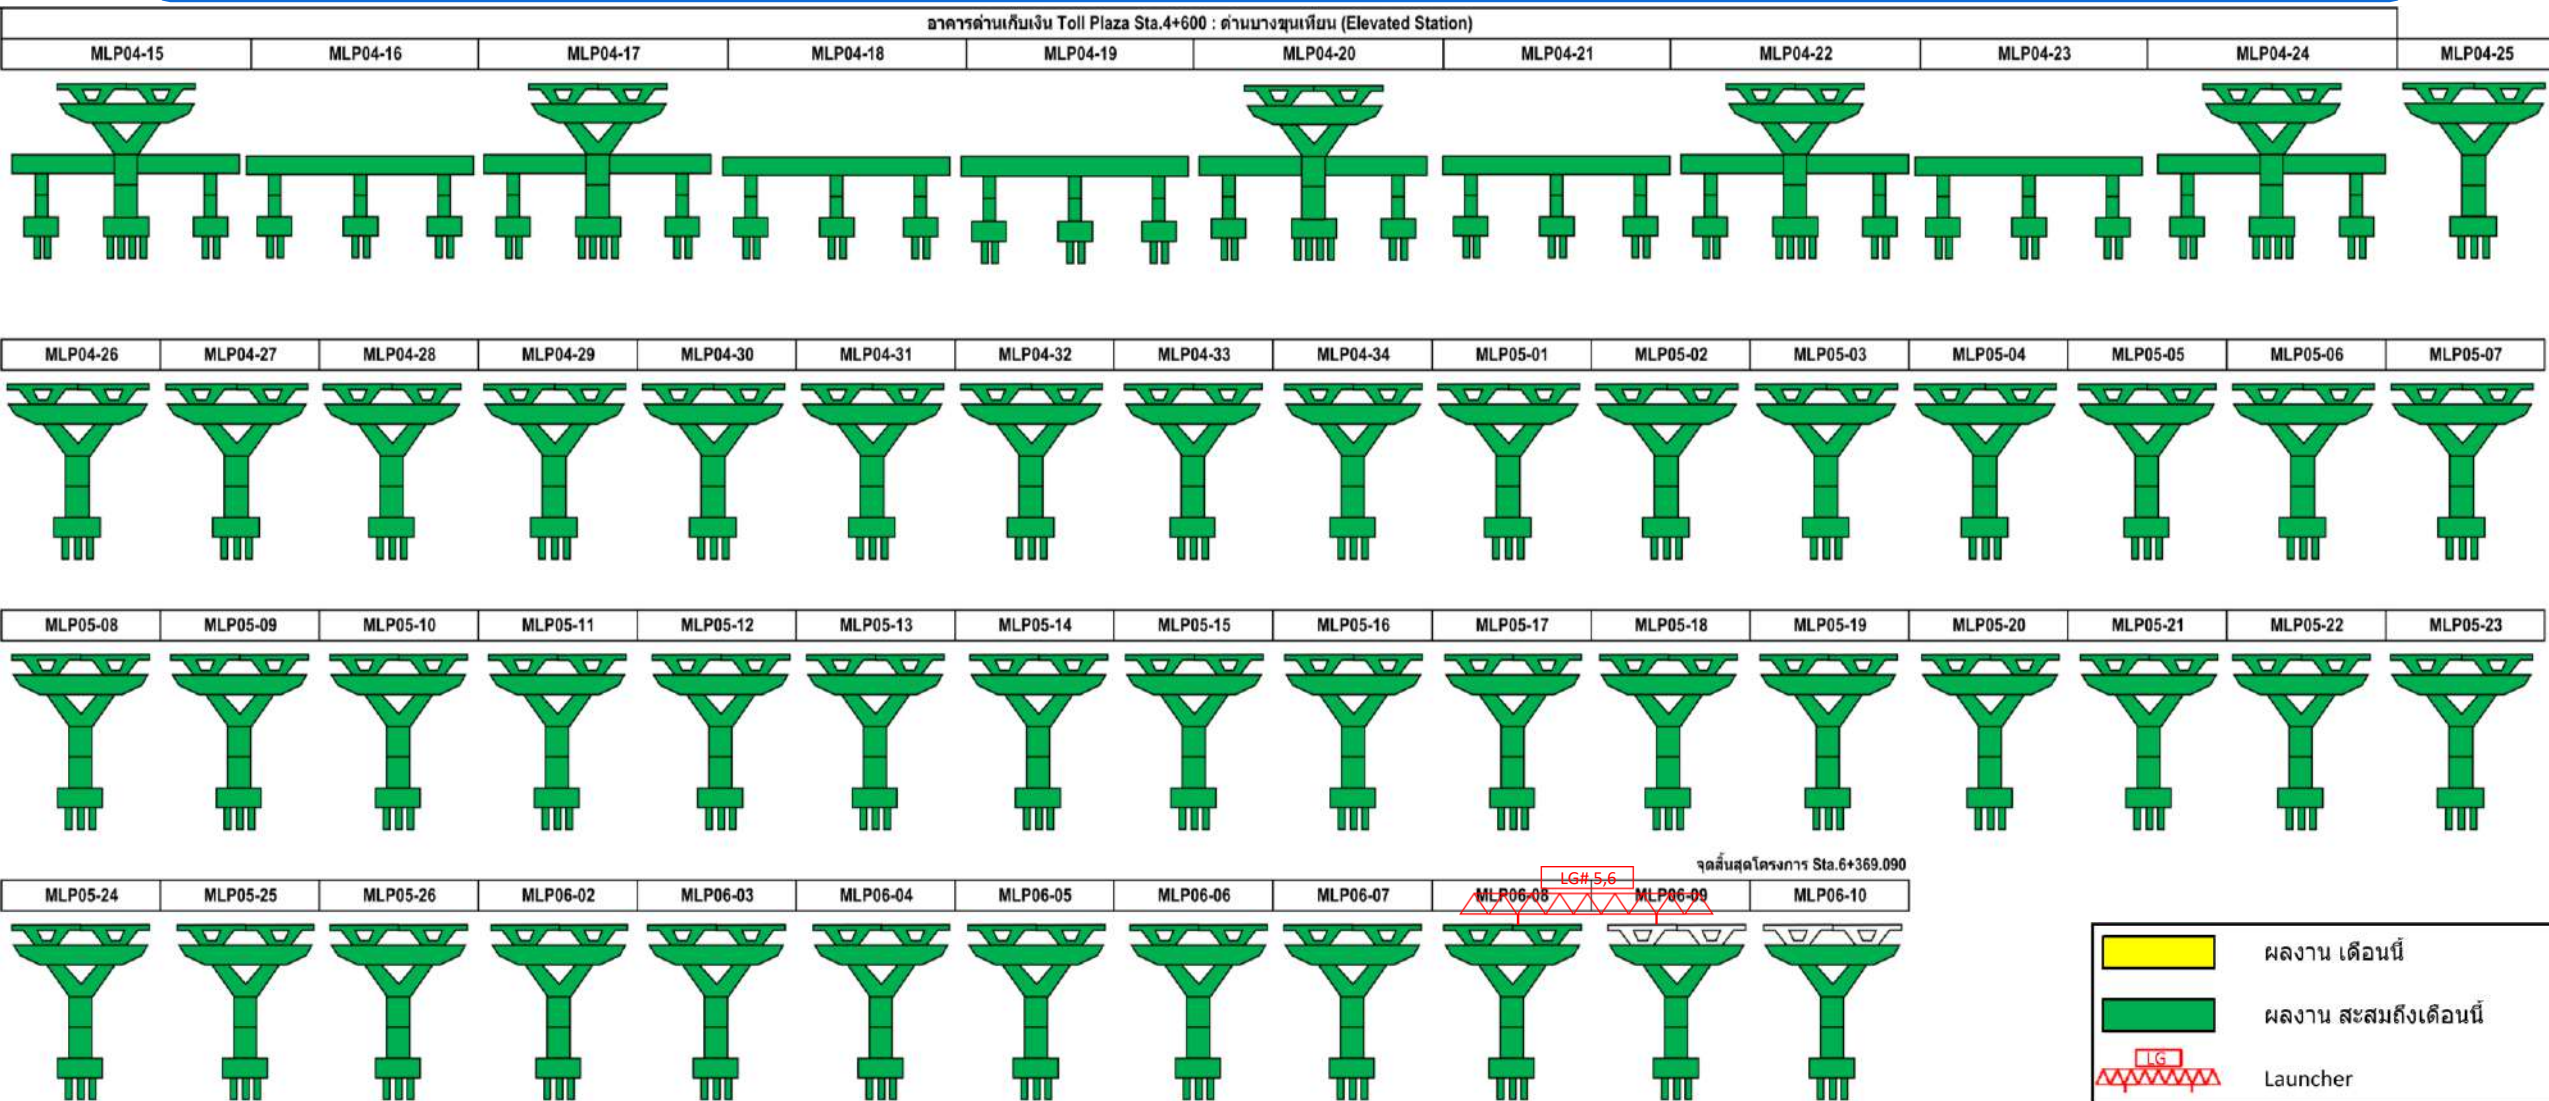 อาคารด่านเก็บเงิน Toll Plaza Sta.4+600 : ด่านบางขุนเทียน (Elevated Station)
MLP04-15 MLP04-16 MLP04-17 MLP04-18 MLP04-19 MLP04-20 MLP04-21 MLP04-22 MLP04-23 MLP04-24 MLP04-25
MLP04-26 MLP04-27 MLP04-28 MLP04-29 MLP04-30 MLP04-31 MLP04-32 MLP04-33 MLP04-34 MLP05-01 MLP05-02 MLP05-03 MLP05-04 MLP05-05 MLP05-06 MLP05-07
MLP05-08 MLP05-09 MLP05-10 MLP05-11 MLP05-12 MLP05-13 MLP05-14 MLP05-15 MLP05-16 MLP05-17 MLP05-18 MLP05-19 MLP05-20 MLP05-21 MLP05-22 MLP05-23
จุดสิ้นสุดโครงการ Sta.6+369.090
LG# 5,6
MLP05-24 MLP05-25 MLP05-26 MLP06-02 MLP06-03 MLP06-04 MLP06-05 MLP06-06 MLP06-07 MLP06-08 MLP06-09 MLP06-10
ผลงาน เดือนนี้
ผลงาน สะสมถึงเดือนนี้
LG
Launcher